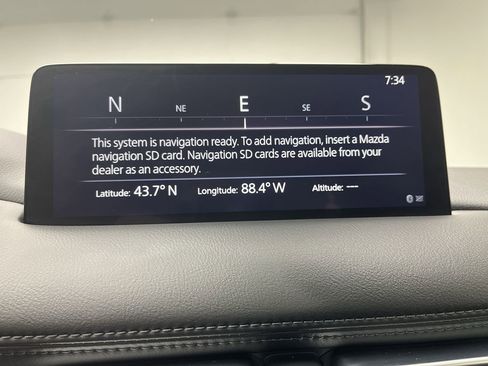 7:34
N NE E SE S
This system is navigation ready. To add navigation, insert a Mazda
navigation SD card. Navigation SD cards are available from your
dealer as an accessory.
Latitude: 43.7° N Longitude: 88.4° W Altitude: ---